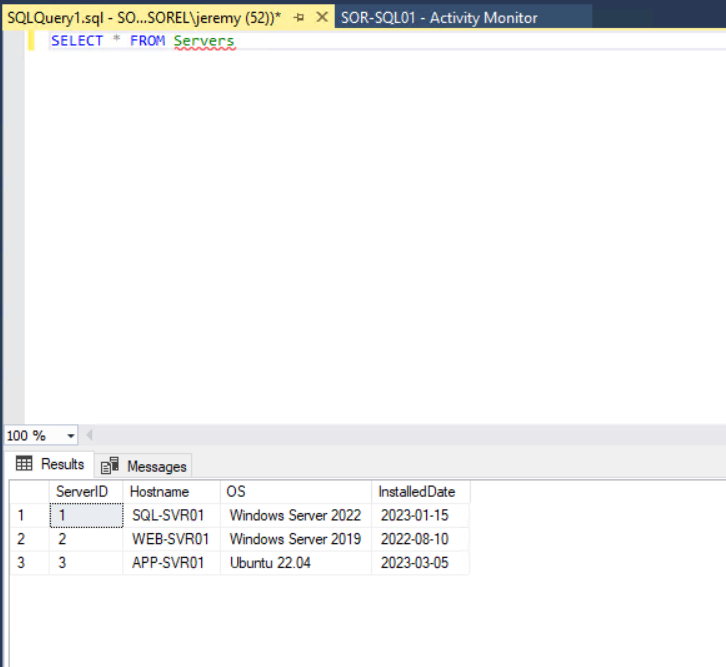 SQLQuery1.sql - SO...SOREL\jeremy (52))* SOR-SQL01 - Activity Monitor
SELECT * FROM Servers
100 %
Results Messages
ServerID Hostname OS InstalledDate
1 1 SQL-SVR01 Windows Server 2022 2023-01-15
2 2 WEB-SVR01 Windows Server 2019 2022-08-10
3 3 APP-SVR01 Ubuntu 22.04 2023-03-05